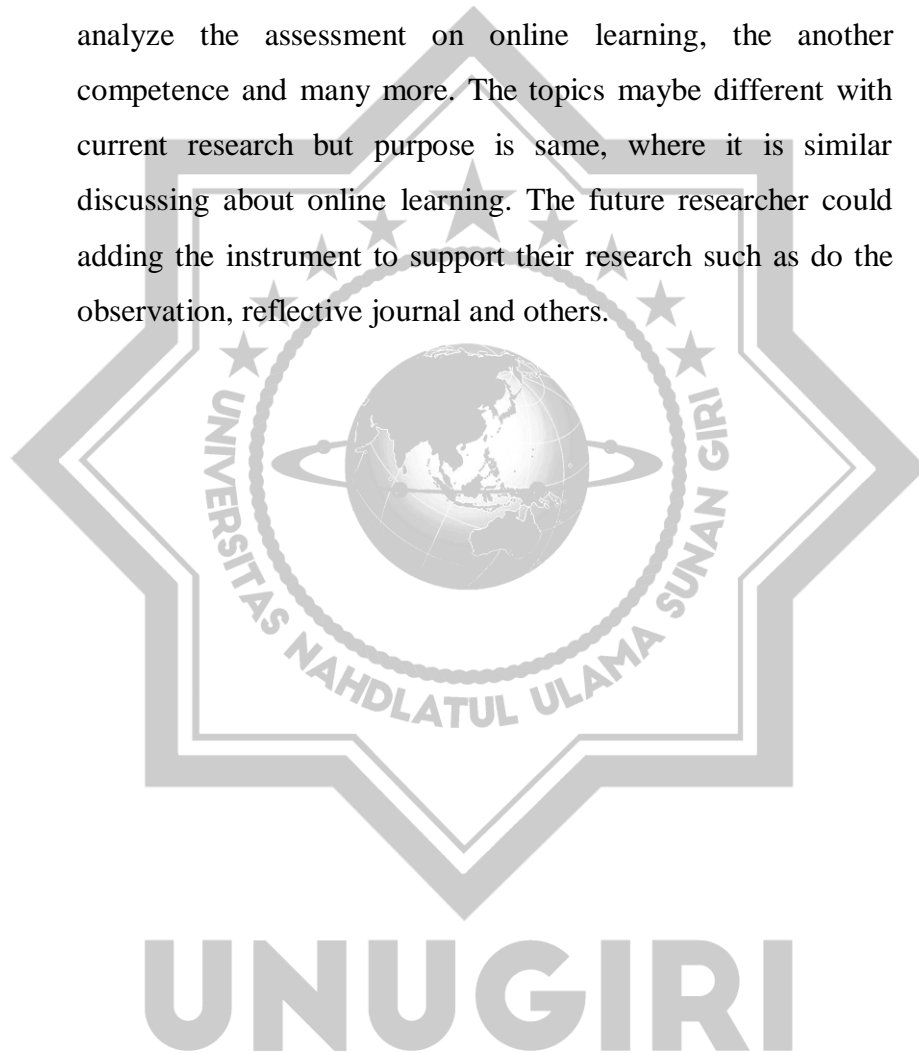 analyze the assessment on online learning, the another
competence and many more. The topics maybe different with
current research but purpose is same, where it is similar
discussing about online learning. The future researcher could
adding the instrument to support their research such as do the
observation, reflective journal and others.
UNIVERSITAS NAHDLATUL ULAMA SUNAN GIRI
UNUGIRI